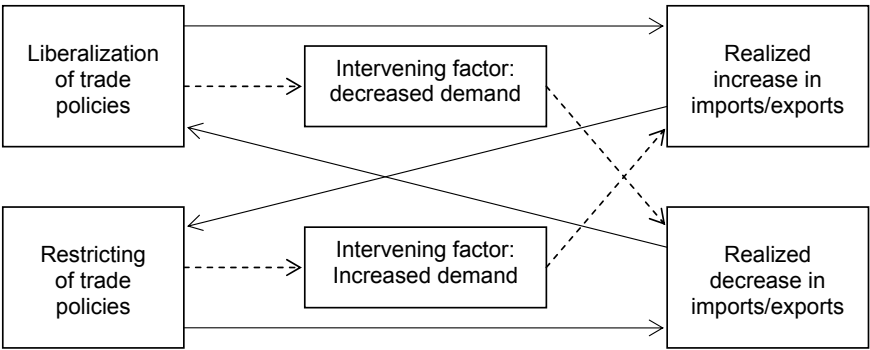 Liberalization
of trade
policies
Intervening factor:
decreased demand
Realized
increase in
imports/exports
Restricting
of trade
policies
Intervening factor:
Increased demand
Realized
decrease in
imports/exports